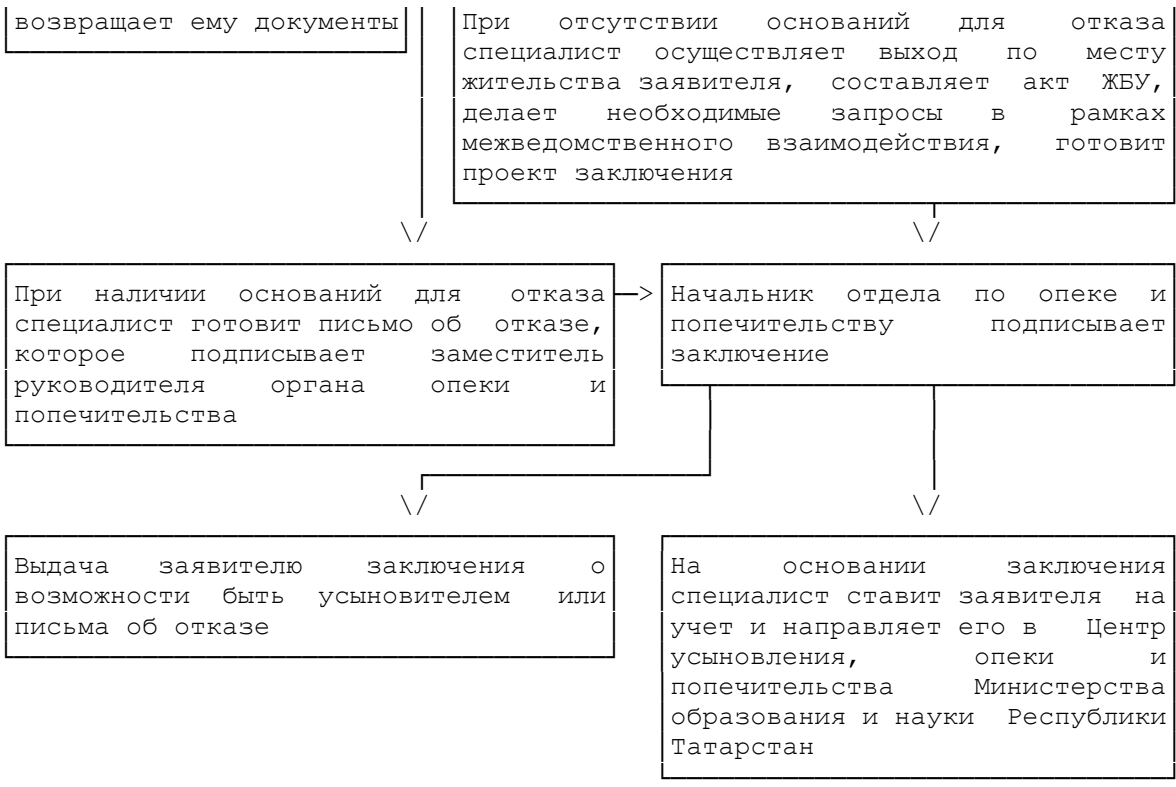 возвращает ему документы
При отсутствии оснований для отказа
специалист осуществляет выход по месту
жительства заявителя, составляет акт ЖБУ,
делает необходимые запросы в рамках
межведомственного взаимодействия, готовит
проект заключения
При наличии оснований для отказа
специалист готовит письмо об отказе,
которое подписывает заместитель
руководителя органа опеки и
попечительства
Начальник отдела по опеке и
попечительству подписывает
заключение
Выдача заявителю заключения о
возможности быть усыновителем или
письма об отказе
На основании заключения
специалист ставит заявителя на
учет и направляет его в Центр
усыновления, опеки и
попечительства Министерства
образования и науки Республики
Татарстан